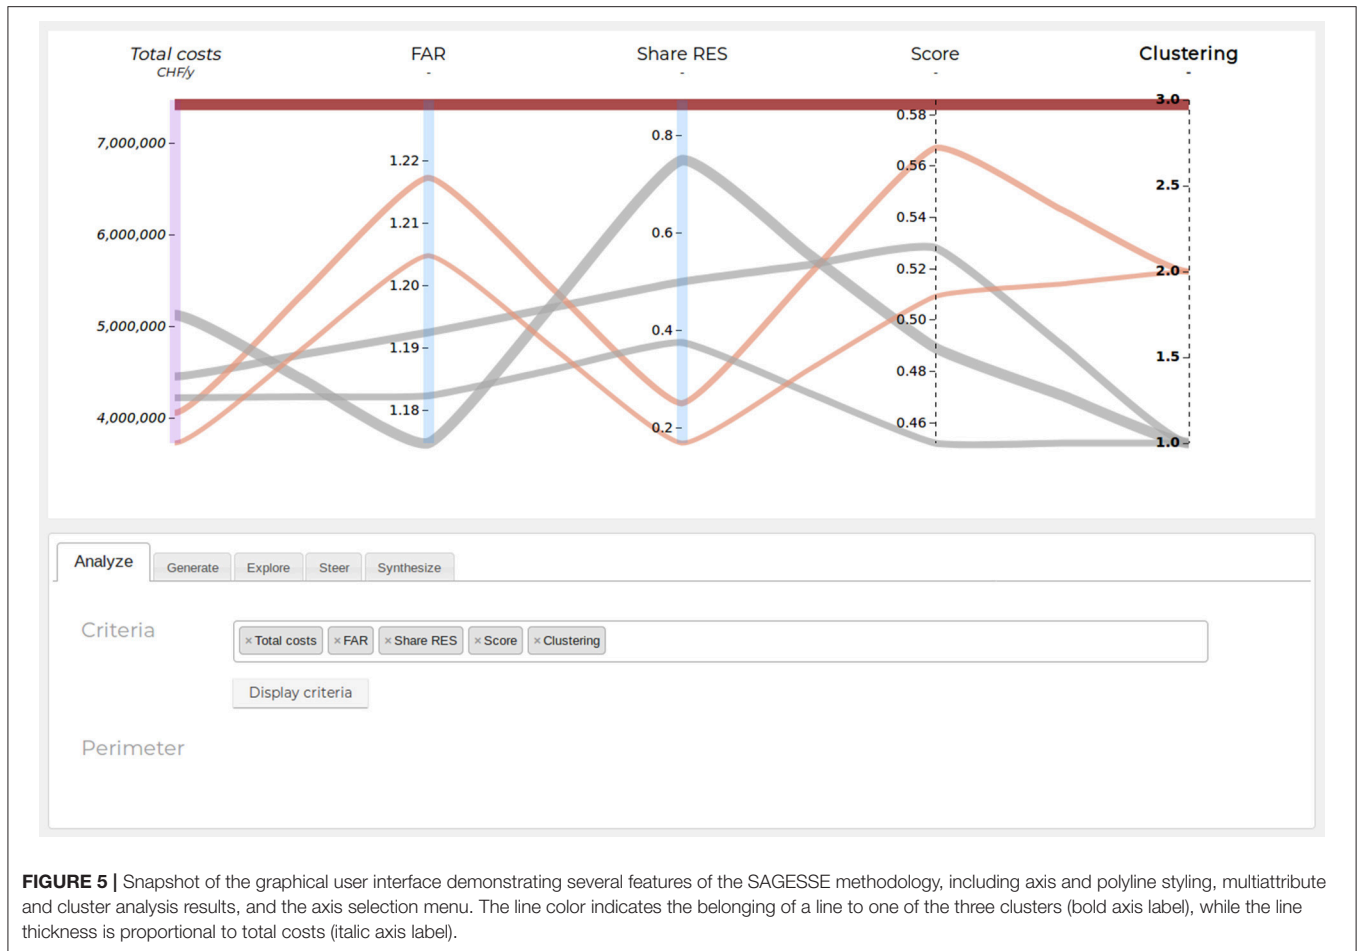 Total costs
CHF/y
FAR
-
Share RES
-
Score
-
Clustering
-
7,000,000
6,000,000
5,000,000
4,000,000
1.22
1.21
1.20
1.19
1.18
0.8
0.6
0.4
0.2
0.58
0.56
0.54
0.52
0.50
0.48
0.46
3.0
2.5
2.0
1.5
1.0
Analyze
Generate
Explore
Steer
Synthesize
Criteria
× Total costs
× FAR
× Share RES
× Score
× Clustering
Display criteria
Perimeter
FIGURE 5 | Snapshot of the graphical user interface demonstrating several features of the SAGESSE methodology, including axis and polyline styling, multiattribute
and cluster analysis results, and the axis selection menu. The line color indicates the belonging of a line to one of the three clusters (bold axis label), while the line
thickness is proportional to total costs (italic axis label).